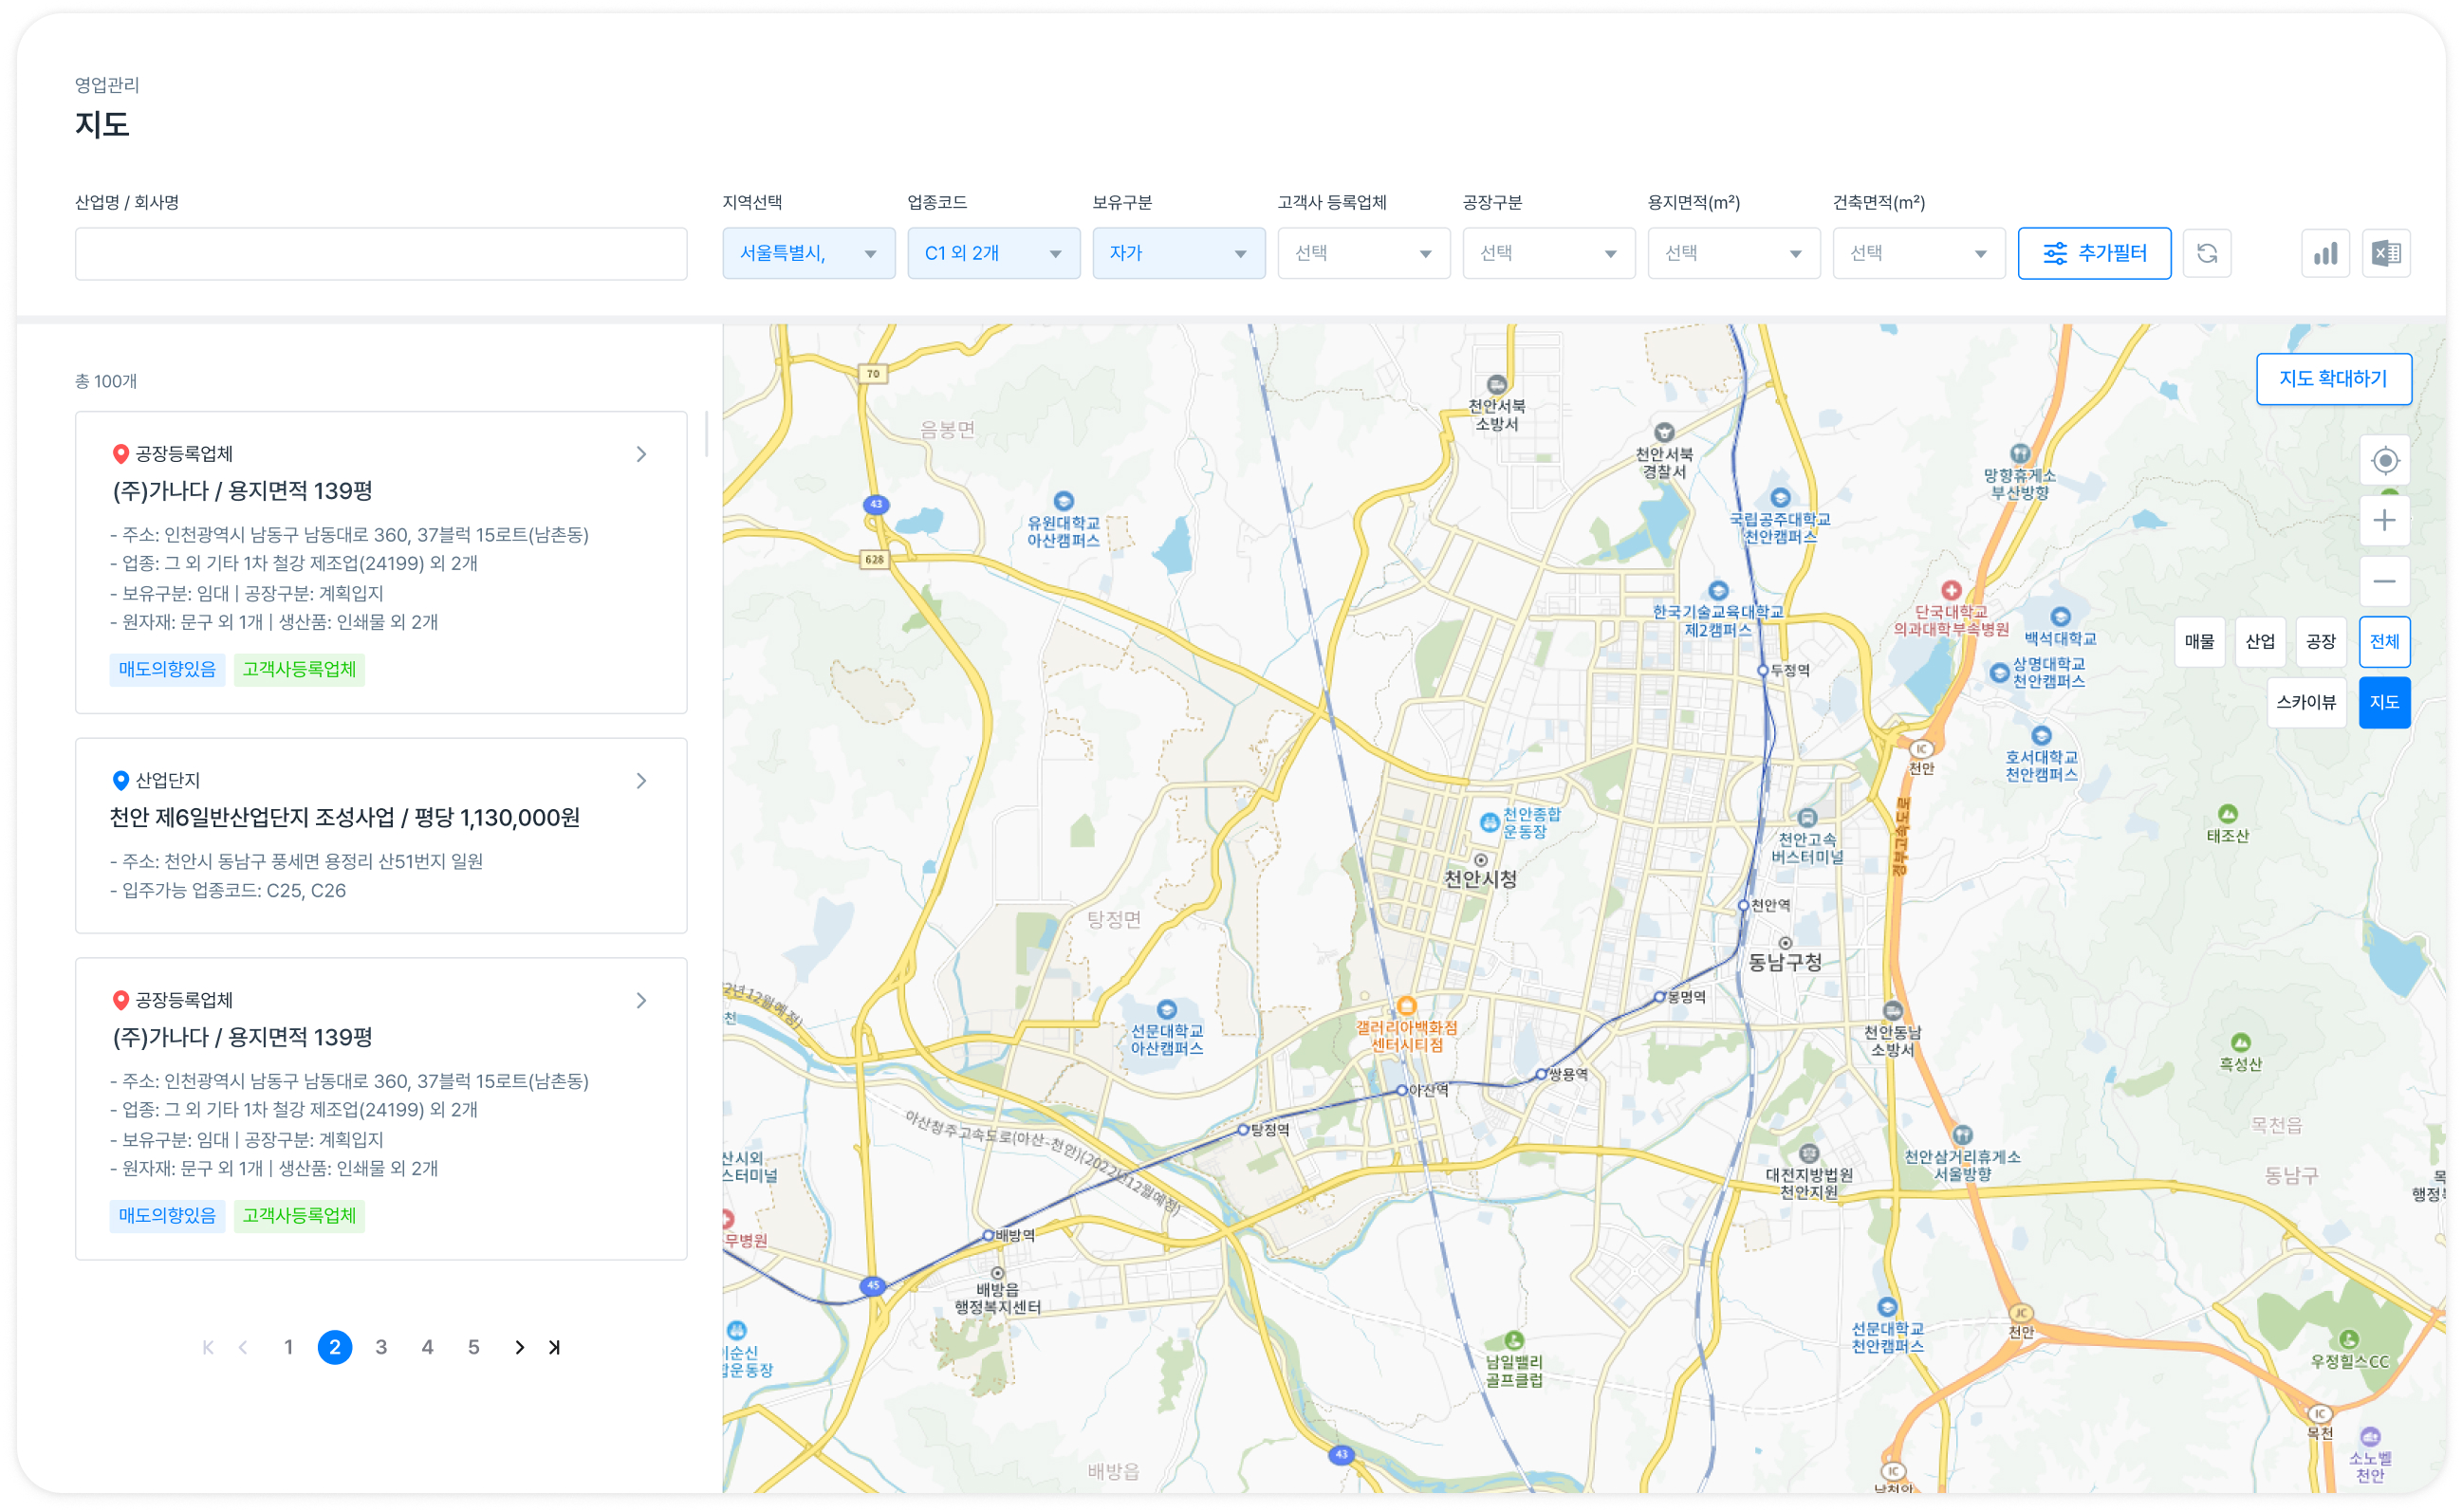 영업관리
지도
산업명 / 회사명
지역선택
업종코드
보유구분
고객사 등록업체
공장구분
용지면적(m²)
건축면적(m²)
서울특별시,
C1 외 2개
자가
선택
선택
선택
선택
추가필터
총 100개
공장등록업체
(주)가나다 / 용지면적 139평
- 주소: 인천광역시 남동구 남동대로 360, 37블럭 15로트(남촌동)
- 업종: 그 외 기타 1차 철강 제조업(24199) 외 2개
- 보유구분: 임대 | 공장구분: 계획입지
- 원자재: 문구 외 1개 | 생산품: 인쇄물 외 2개
매도의향있음
고객사등록업체
산업단지
천안 제6일반산업단지 조성사업 / 평당 1,130,000원
- 주소: 천안시 동남구 풍세면 용정리 산51번지 일원
- 입주가능 업종코드: C25, C26
공장등록업체
(주)가나다 / 용지면적 139평
- 주소: 인천광역시 남동구 남동대로 360, 37블럭 15로트(남촌동)
- 업종: 그 외 기타 1차 철강 제조업(24199) 외 2개
- 보유구분: 임대 | 공장구분: 계획입지
- 원자재: 문구 외 1개 | 생산품: 인쇄물 외 2개
매도의향있음
고객사등록업체
1
2
3
4
5
지도 확대하기
매물
산업
공장
전체
스카이뷰
지도
70
음봉면
천안서북
소방서
천안서북
경찰서
망향휴게소
부산방향
43
유원대학교
아산캠퍼스
국립공주대학교
천안캠퍼스
628
한국기술교육대학교
제2캠퍼스
단국대학교
의과대학부속병원
백석대학교
상명대학교
천안캠퍼스
두정역
IC
천안
호서대학교
천안캠퍼스
천안종합
운동장
천안고속
버스터미널
경부고속도로
태조산
천안시청
탕정면
천안역
동남구청
봉명역
2년12월예정)
천
선문대학교
아산캠퍼스
갤러리아백화점
센터시티점
천안동남
소방서
흑성산
쌍용역
아산역
아산청주고속도로(아산-천안)(2022년12월예정)
탕정역
목천읍
천안삼거리휴게소
서울방향
동남구
산시외
스터미널
대전지방법원
천안지원
목
행정
무병원
배방역
45
배방읍
행정복지센터
JC
천안
선문대학교
천안캠퍼스
이순신
합운동장
남일밸리
골프클럽
우정힐스CC
IC
목천
소노벨
천안
43
배방읍
IC
남천안